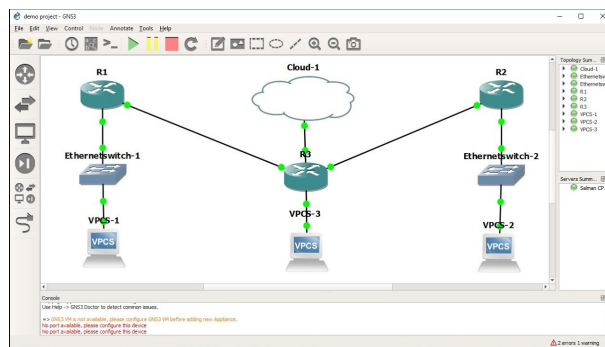 demo project - GNS3
File Edit View Control Node Annotate Tools Help
R1
Cloud-1
R2
Ethernetswitch-1
R3
Ethernetswitch-2
VPCS-1
VPCS-3
VPCS-2
VPCS
VPCS
VPCS
Topology Sum...
Cloud-1
Ethernetsw
Ethernetsw
R1
R2
R3
VPCS-1
VPCS-2
VPCS-3
Servers Summ...
Salman CP
Console
Use Help -> GNS3 Doctor to detect common issues.
=> GNS3 VM is not available, please configure GNS3 VM before adding new Appliance.
No port available, please configure this device
No port available, please configure this device
2 errors 1 warning